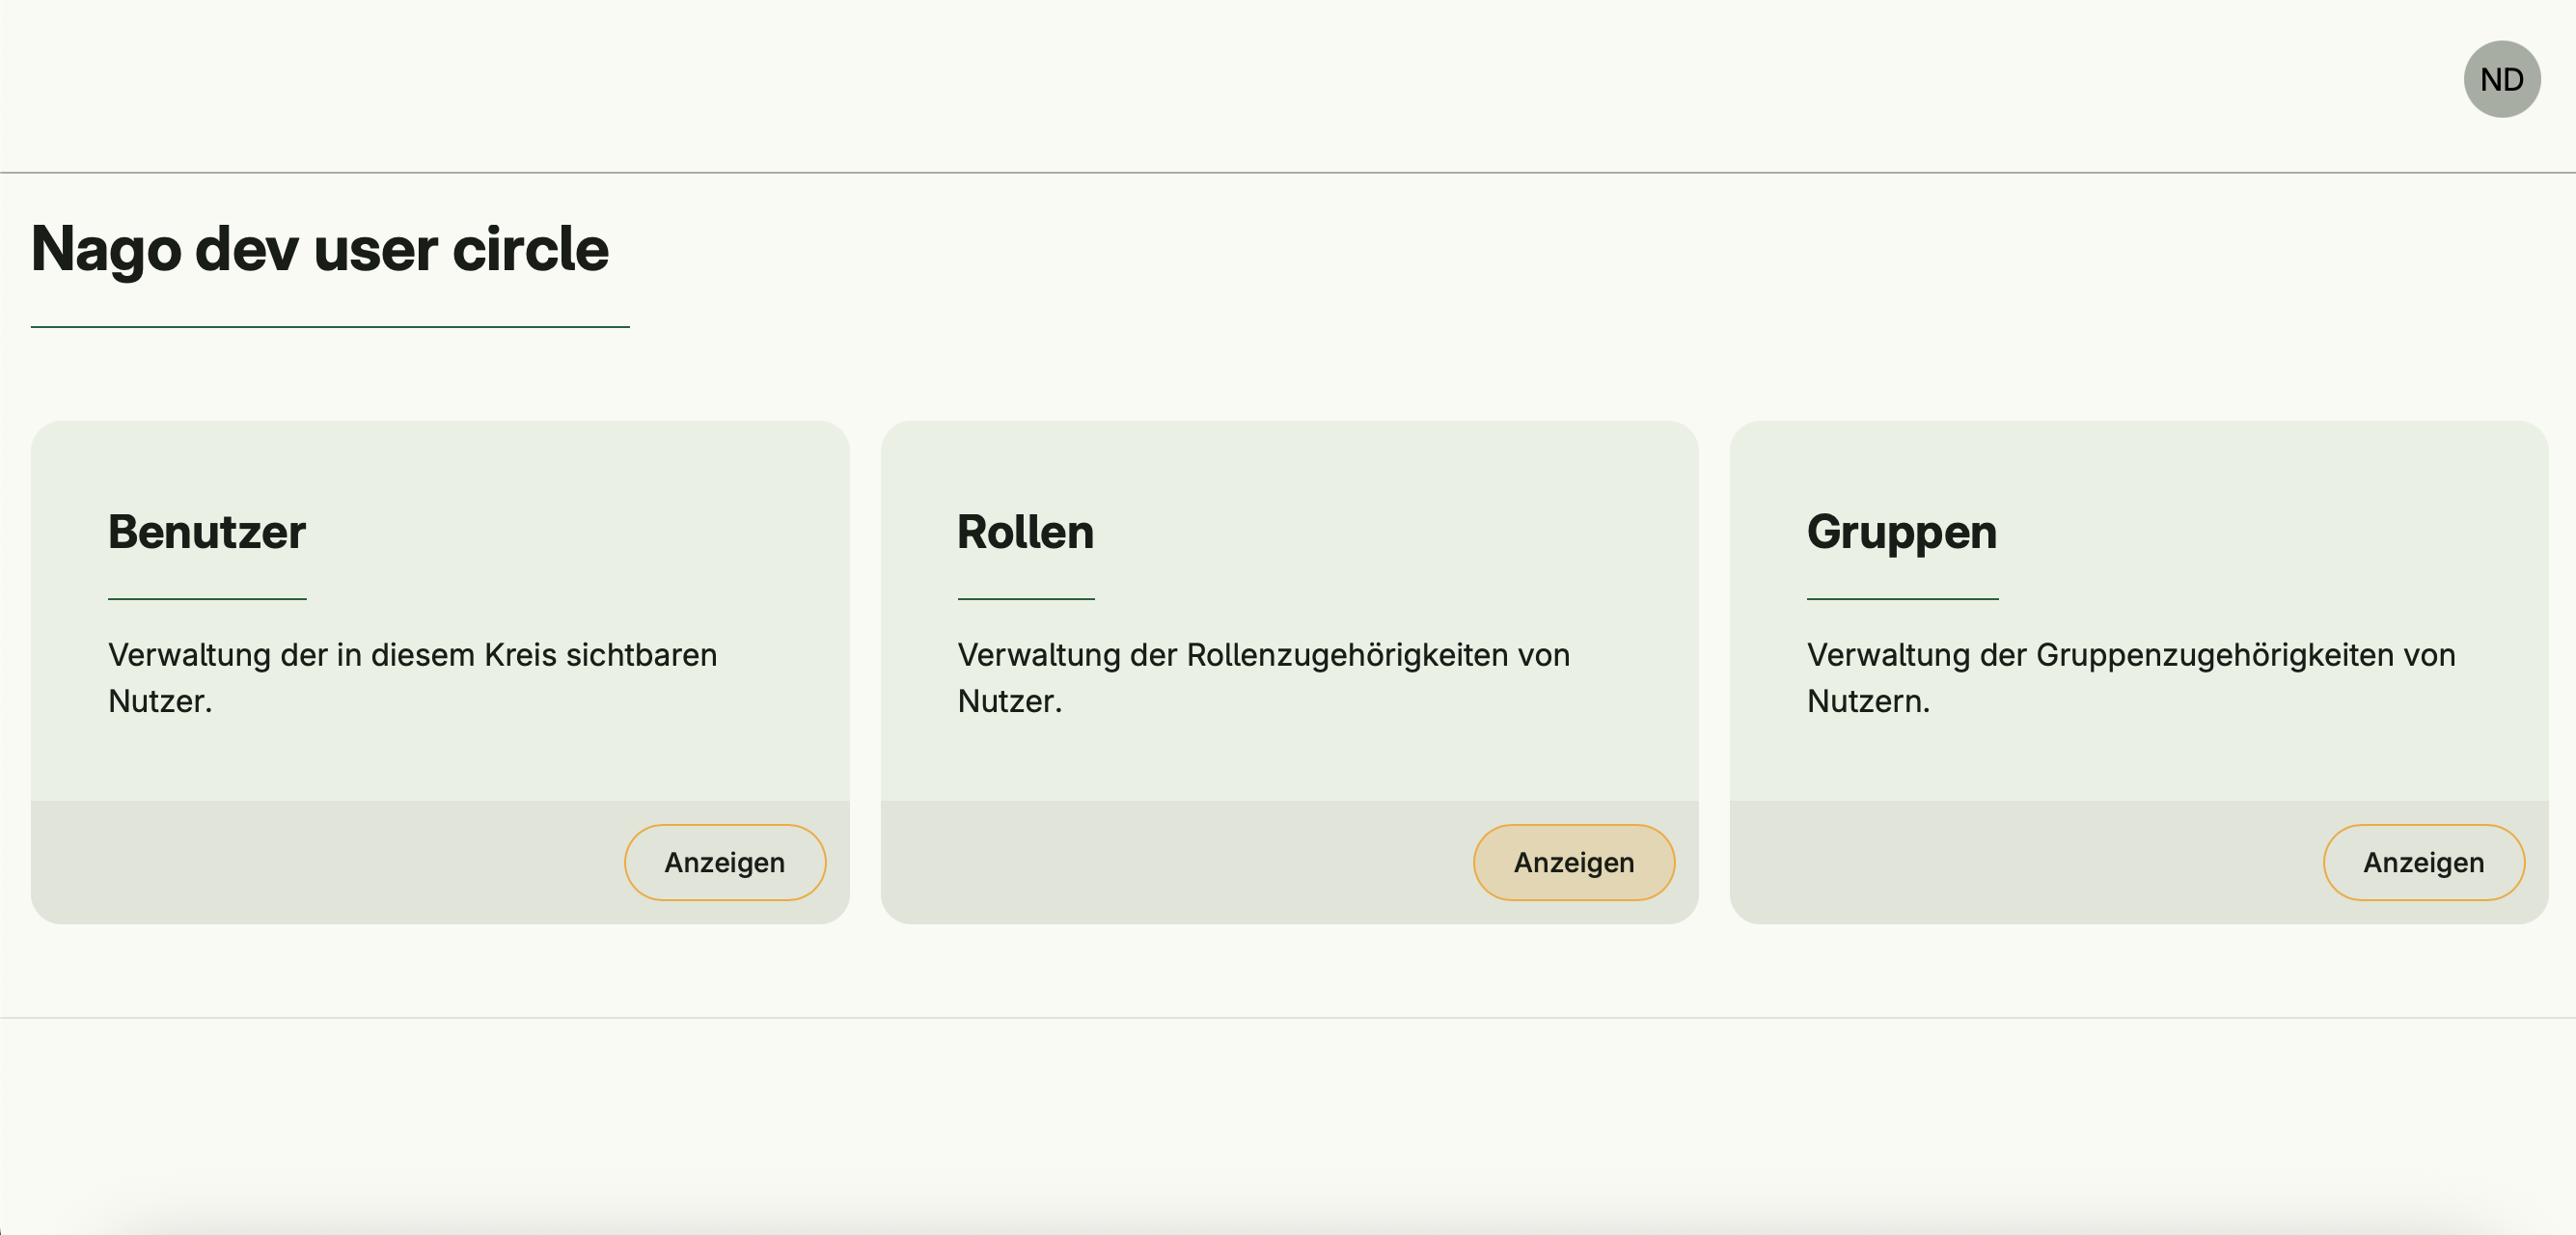 ND
Nago dev user circle
Benutzer
Verwaltung der in diesem Kreis sichtbaren
Nutzer.
Anzeigen
Rollen
Verwaltung der Rollenzugehörigkeiten von
Nutzer.
Anzeigen
Gruppen
Verwaltung der Gruppenzugehörigkeiten von
Nutzern.
Anzeigen